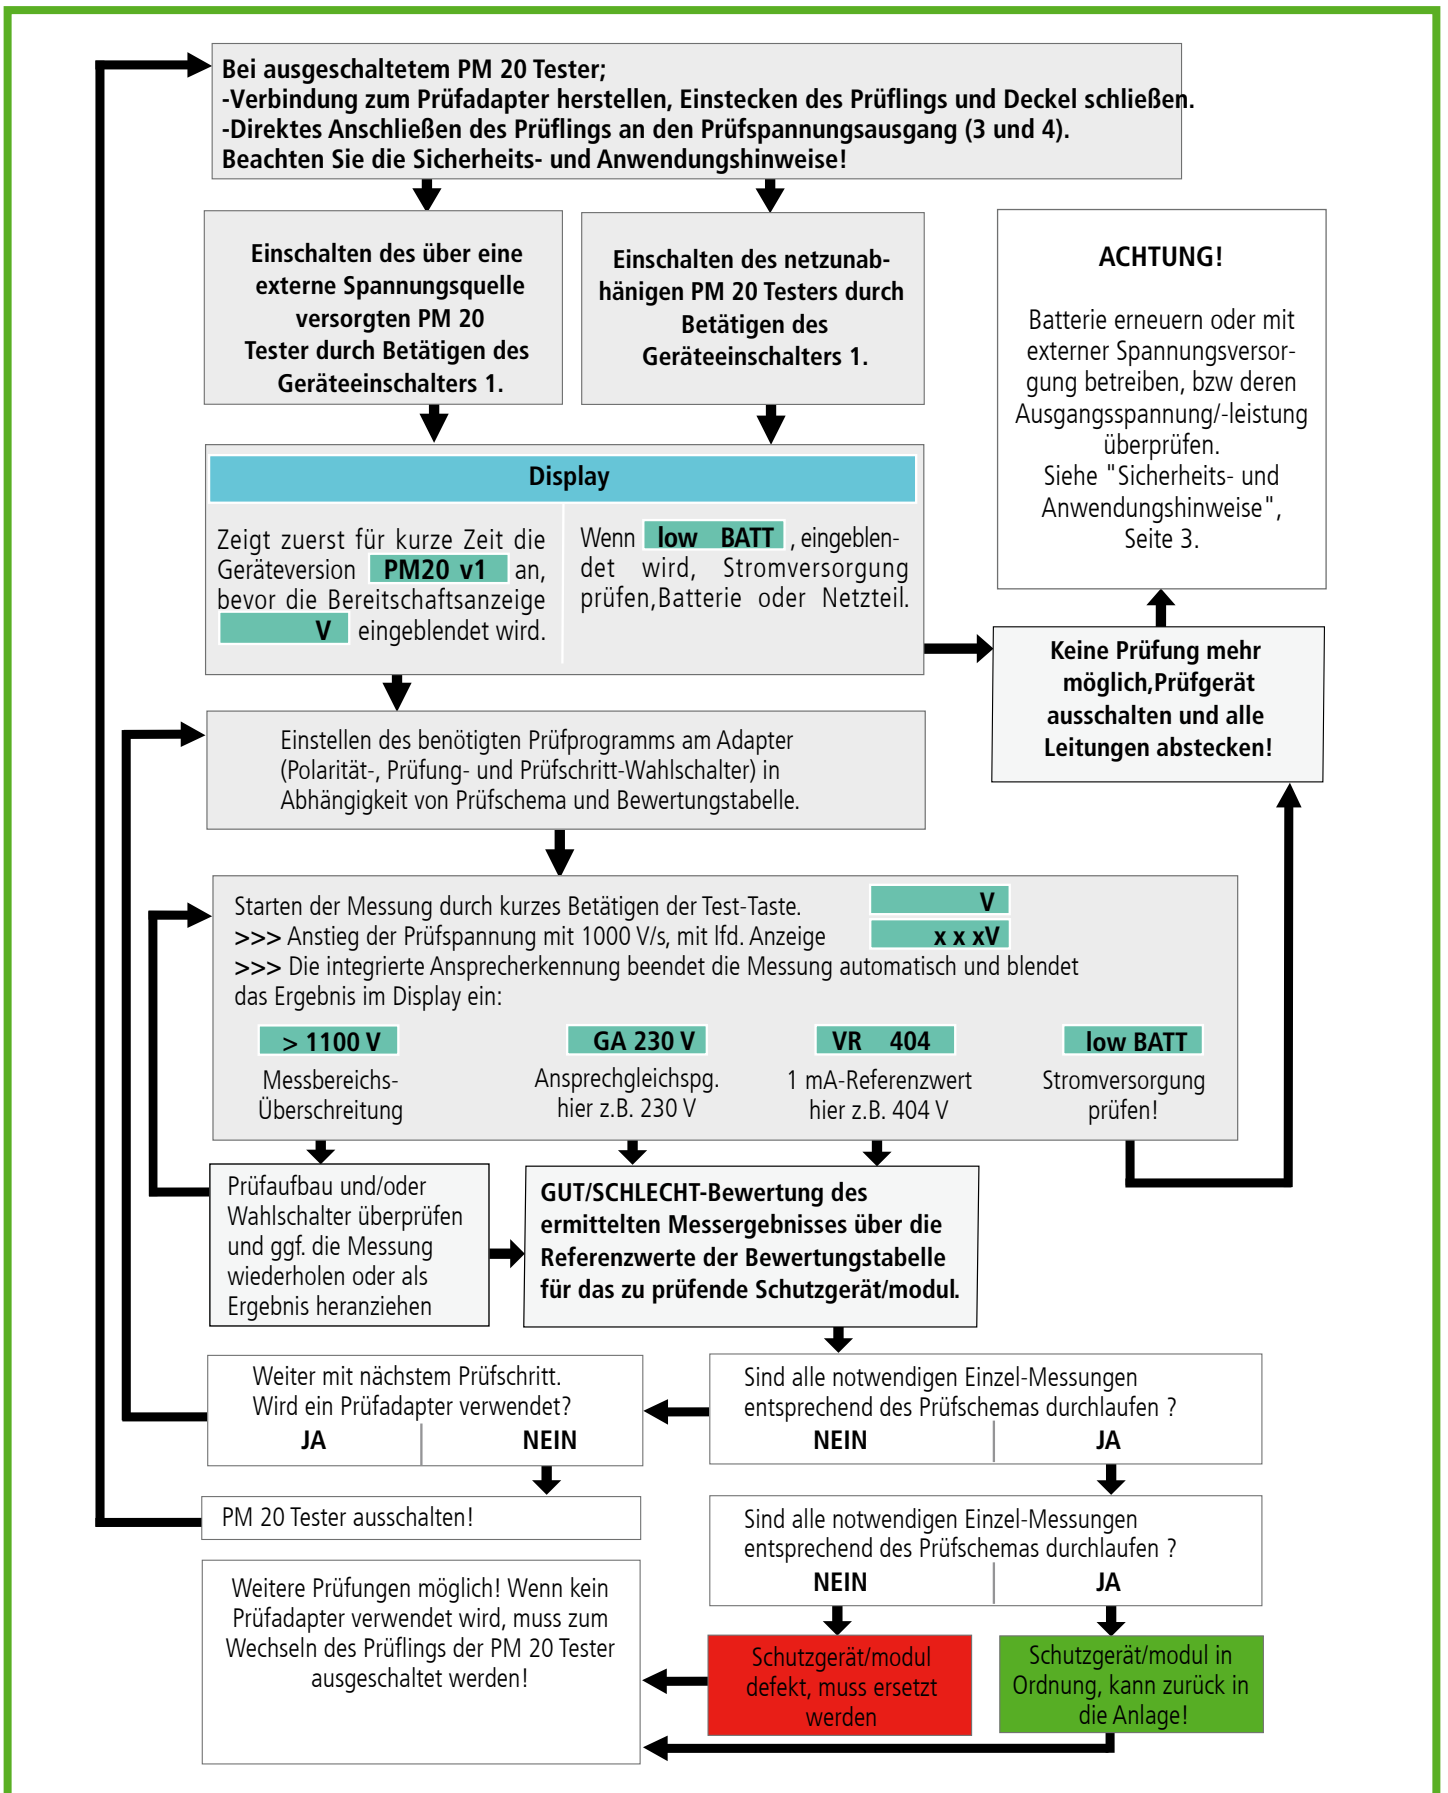 Bei ausgeschaltetem PM 20 Tester;
-Verbindung zum Prüfadapter herstellen, Einstecken des Prüflings und Deckel schließen.
-Direktes Anschließen des Prüflings an den Prüfspannungsausgang (3 und 4).
Beachten Sie die Sicherheits- und Anwendungshinweise!
Einschalten des über eine
externe Spannungsquelle
versorgten PM 20
Tester durch Betätigen des
Geräteeinschalters 1.
Einschalten des netzunab-
hänigen PM 20 Testers durch
Betätigen des
Geräteeinschalters 1.
ACHTUNG!
Batterie erneuern oder mit
externer Spannungsversor-
gung betreiben, bzw deren
Ausgangsspannung/-leistung
überprüfen.
Siehe "Sicherheits- und
Anwendungshinweise",
Seite 3.
Display
Zeigt zuerst für kurze Zeit die
Geräteversion PM20 v1 an,
bevor die Bereitschaftsanzeige
V eingeblendet wird.
Wenn low BATT , eingeblen-
det wird, Stromversorgung
prüfen,Batterie oder Netzteil.
Keine Prüfung mehr
möglich,Prüfgerät
ausschalten und alle
Leitungen abstecken!
Einstellen des benötigten Prüfprogramms am Adapter
(Polarität-, Prüfung- und Prüfschritt-Wahlschalter) in
Abhängigkeit von Prüfschema und Bewertungstabelle.
Starten der Messung durch kurzes Betätigen der Test-Taste. V
>>> Anstieg der Prüfspannung mit 1000 V/s, mit lfd. Anzeige x x xV
>>> Die integrierte Ansprecherkennung beendet die Messung automatisch und blendet
das Ergebnis im Display ein:
> 1100 V
Messbereichs-
Überschreitung
GA 230 V
Ansprechgleichspg.
hier z.B. 230 V
VR 404
1 mA-Referenzwert
hier z.B. 404 V
low BATT
Stromversorgung
prüfen!
Prüfaufbau und/oder
Wahlschalter überprüfen
und ggf. die Messung
wiederholen oder als
Ergebnis heranziehen
GUT/SCHLECHT-Bewertung des
ermittelten Messergebnisses über die
Referenzwerte der Bewertungstabelle
für das zu prüfende Schutzgerät/modul.
Weiter mit nächstem Prüfschritt.
Wird ein Prüfadapter verwendet?
JA NEIN
Sind alle notwendigen Einzel-Messungen
entsprechend des Prüfschemas durchlaufen ?
NEIN JA
PM 20 Tester ausschalten!
Sind alle notwendigen Einzel-Messungen
entsprechend des Prüfschemas durchlaufen ?
NEIN JA
Weitere Prüfungen möglich! Wenn kein
Prüfadapter verwendet wird, muss zum
Wechseln des Prüflings der PM 20 Tester
ausgeschaltet werden!
Schutzgerät/modul
defekt, muss ersetzt
werden
Schutzgerät/modul in
Ordnung, kann zurück in
die Anlage!